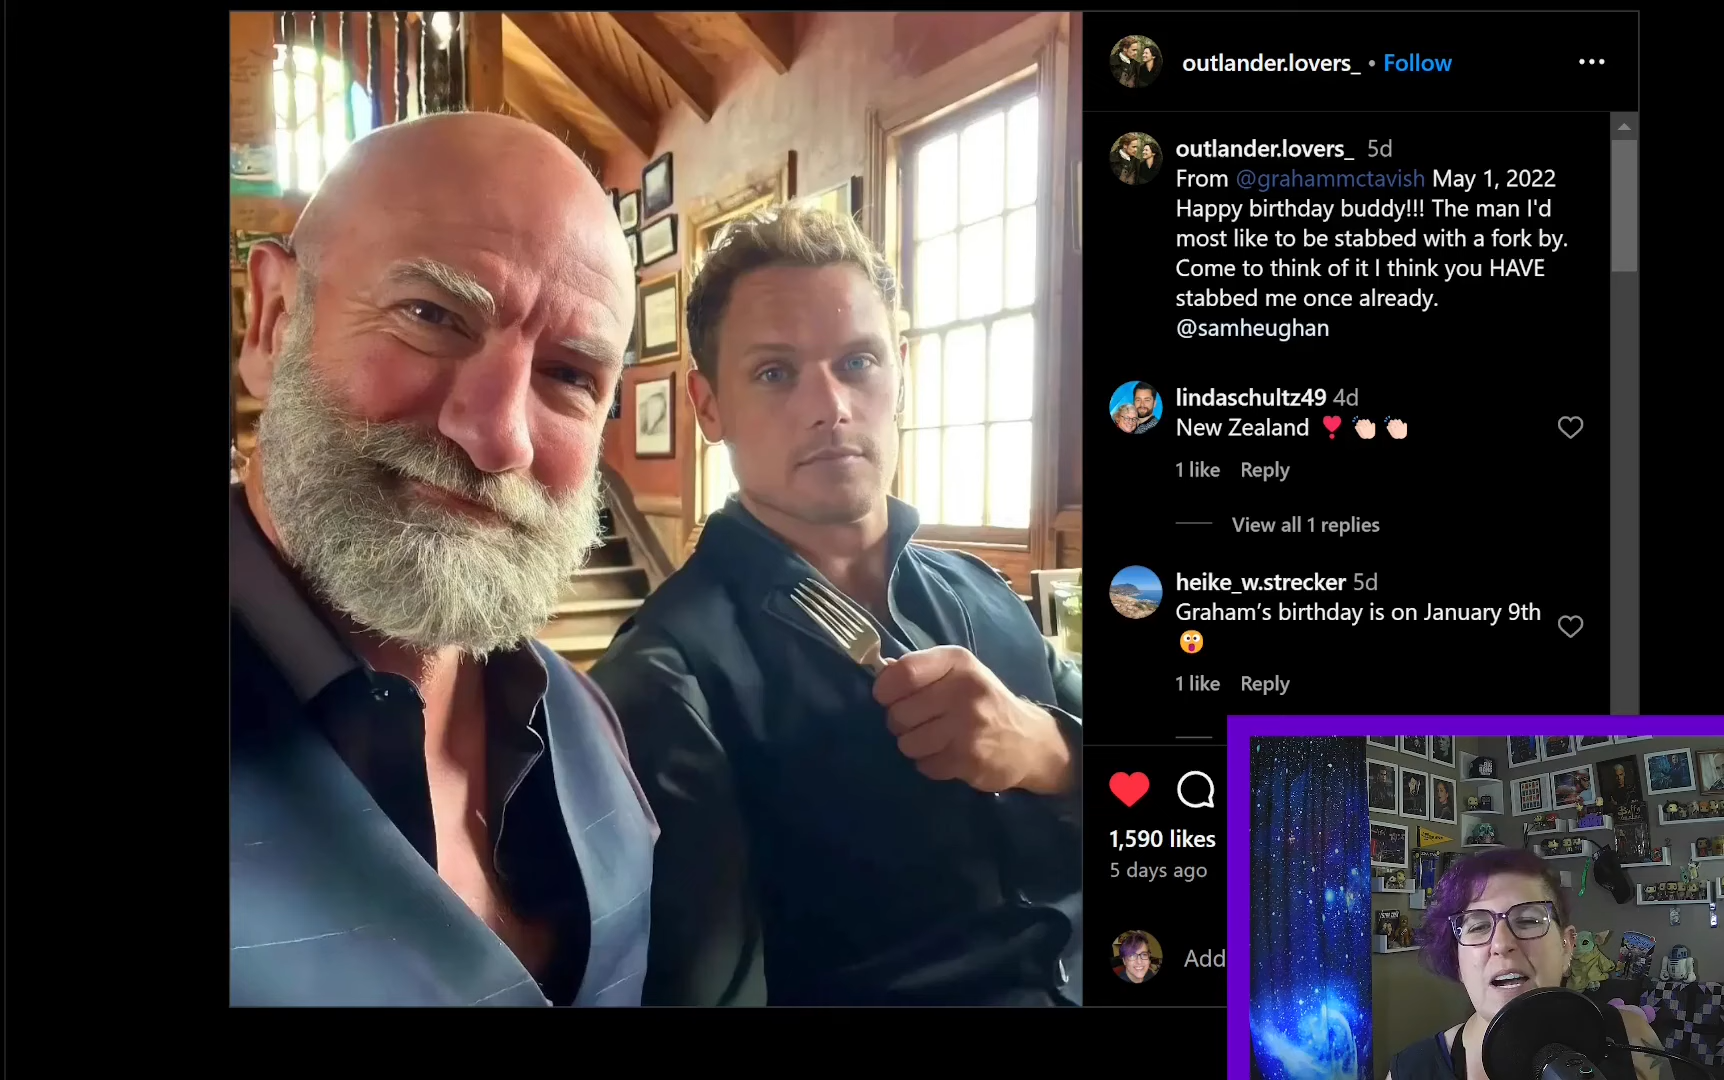 outlander.lovers_ • Follow
outlander.lovers_ 5d
From @grahammctavish May 1, 2022
Happy birthday buddy!!! The man I'd
most like to be stabbed with a fork by.
Come to think of it I think you HAVE
stabbed me once already.
@samheughan
lindaschultz49 4d
New Zealand ❣️ 👏🏻 👏🏻
1 like Reply
View all 1 replies
heike_w.strecker 5d
Graham’s birthday is on January 9th
😲
1 like Reply
1,590 likes
5 days ago
Add